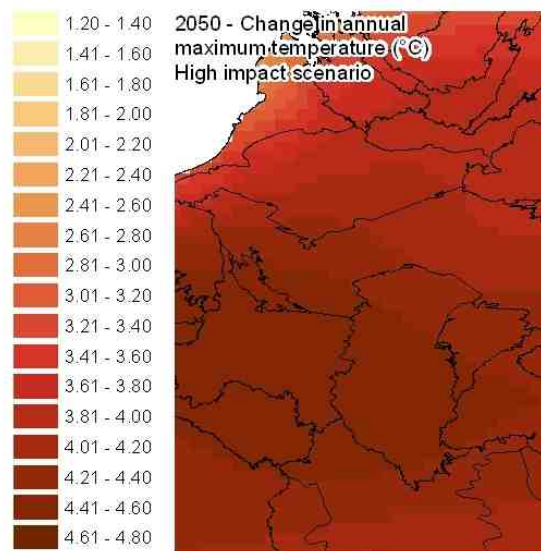 2050 - Change in annual
maximum temperature (°C)
High impact scenario
1.20 - 1.40
1.41 - 1.60
1.61 - 1.80
1.81 - 2.00
2.01 - 2.20
2.21 - 2.40
2.41 - 2.60
2.61 - 2.80
2.81 - 3.00
3.01 - 3.20
3.21 - 3.40
3.41 - 3.60
3.61 - 3.80
3.81 - 4.00
4.01 - 4.20
4.21 - 4.40
4.41 - 4.60
4.61 - 4.80